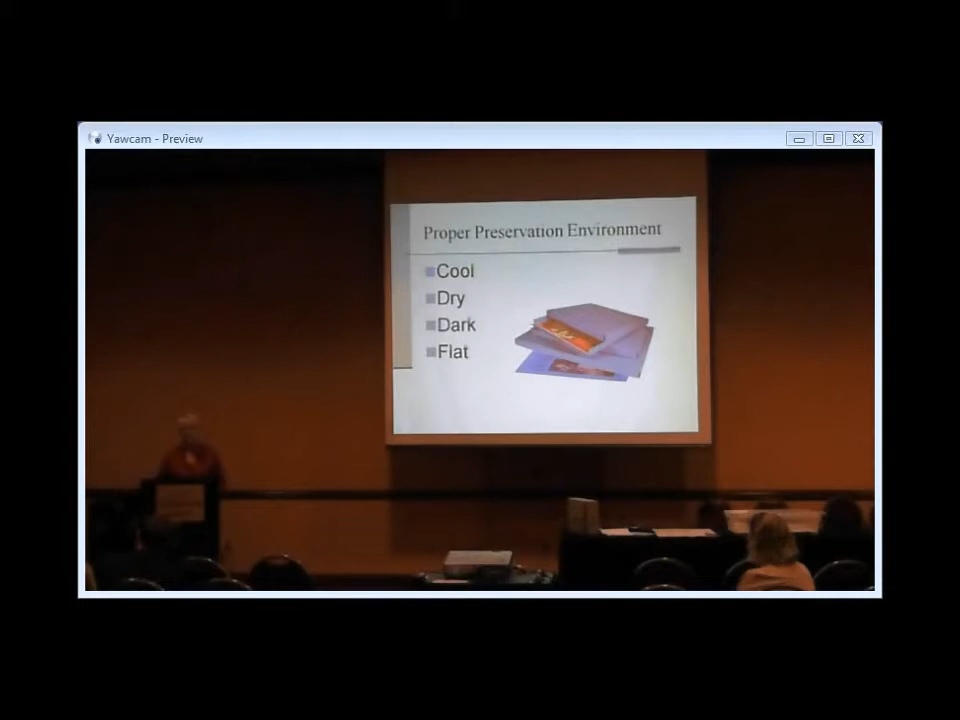 Yawcam - Preview
Proper Preservation Environment
Cool
Dry
Dark
Flat